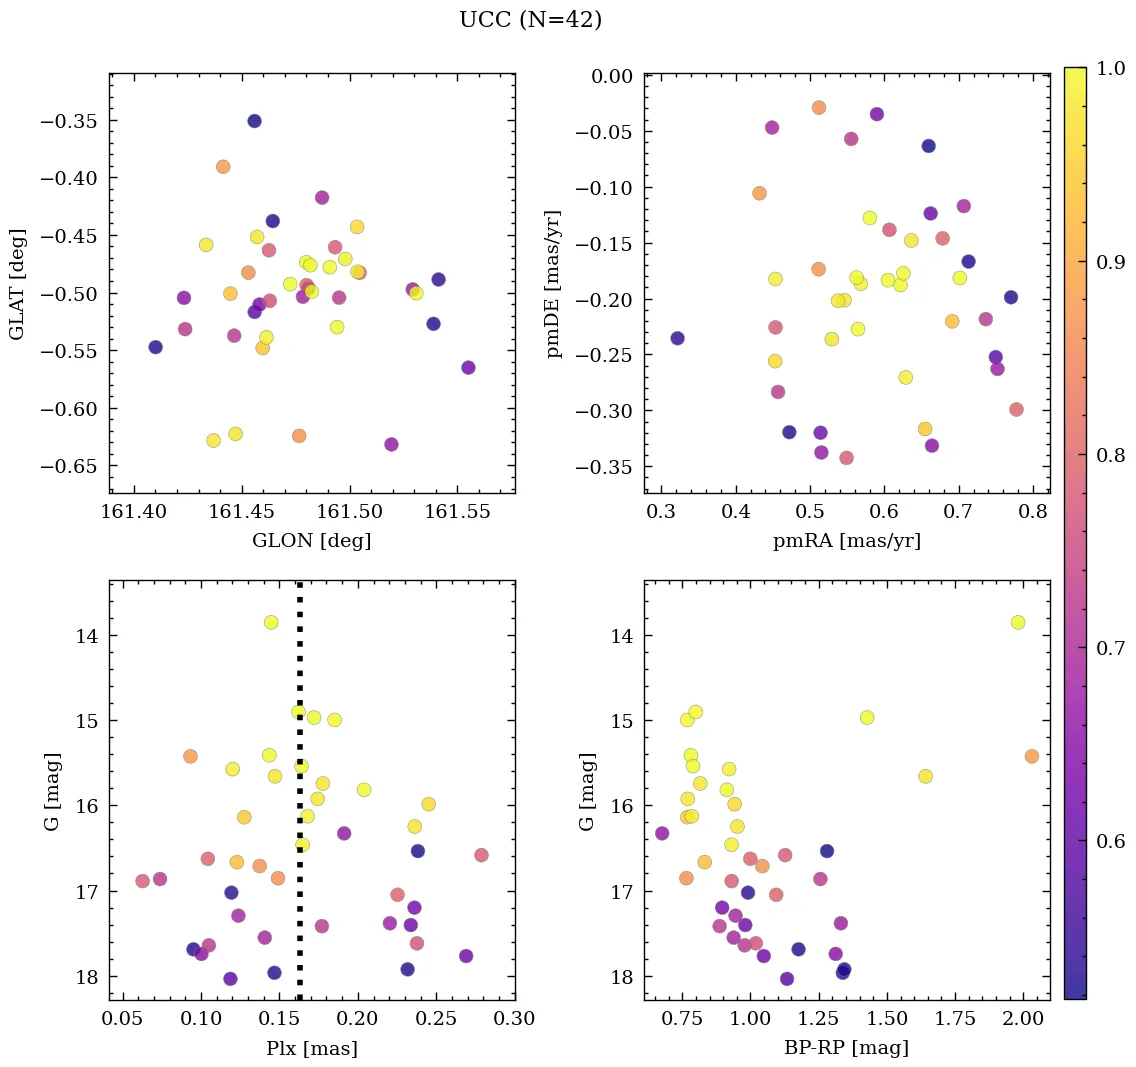 UCC (N=42)
−0.35
−0.40
−0.45
−0.50
−0.55
−0.60
−0.65
GLAT [deg]
161.40 161.45 161.50 161.55
GLON [deg]
0.00
−0.05
−0.10
−0.15
−0.20
−0.25
−0.30
−0.35
pmDE [mas/yr]
0.3 0.4 0.5 0.6 0.7 0.8
pmRA [mas/yr]
14
15
16
17
18
G [mag]
0.05 0.10 0.15 0.20 0.25 0.30
Plx [mas]
14
15
16
17
18
G [mag]
0.75 1.00 1.25 1.50 1.75 2.00
BP-RP [mag]
1.0
0.9
0.8
0.7
0.6